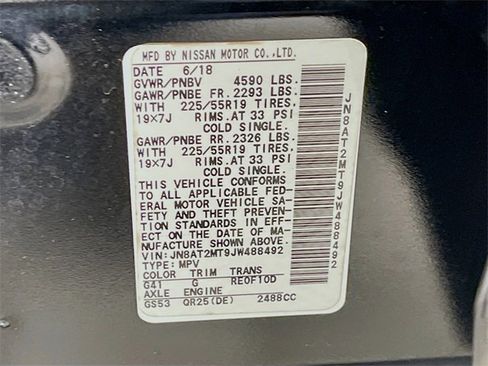 MFD BY NISSAN MOTOR CO.,LTD.
DATE 6/18
GVWR/PNBV 4590 LBS.
GAWR/PNBE FR. 2293 LBS.
WITH 225/55R19 TIRES.
19X7J RIMS.AT 33 PSI
COLD SINGLE.
GAWR/PNBE RR. 2326 LBS.
WITH 225/55R19 TIRES.
19X7J RIMS.AT 33 PSI
COLD SINGLE.
THIS VEHICLE CONFORMS
TO ALL APPLICABLE FED-
ERAL MOTOR VEHICLE SA-
FETY AND THEFT PREVEN-
TION STANDARDS IN EFF-
ECT ON THE DATE OF MAN-
UFACTURE SHOWN ABOVE.
VIN:JN8AT2MT9JW488492
TYPE:MPV
COLOR TRIM TRANS
G41 G RE0F10D
AXLE ENGINE
GS53 QR25(DE) 2488CC
JN8AT2MT9JW488492